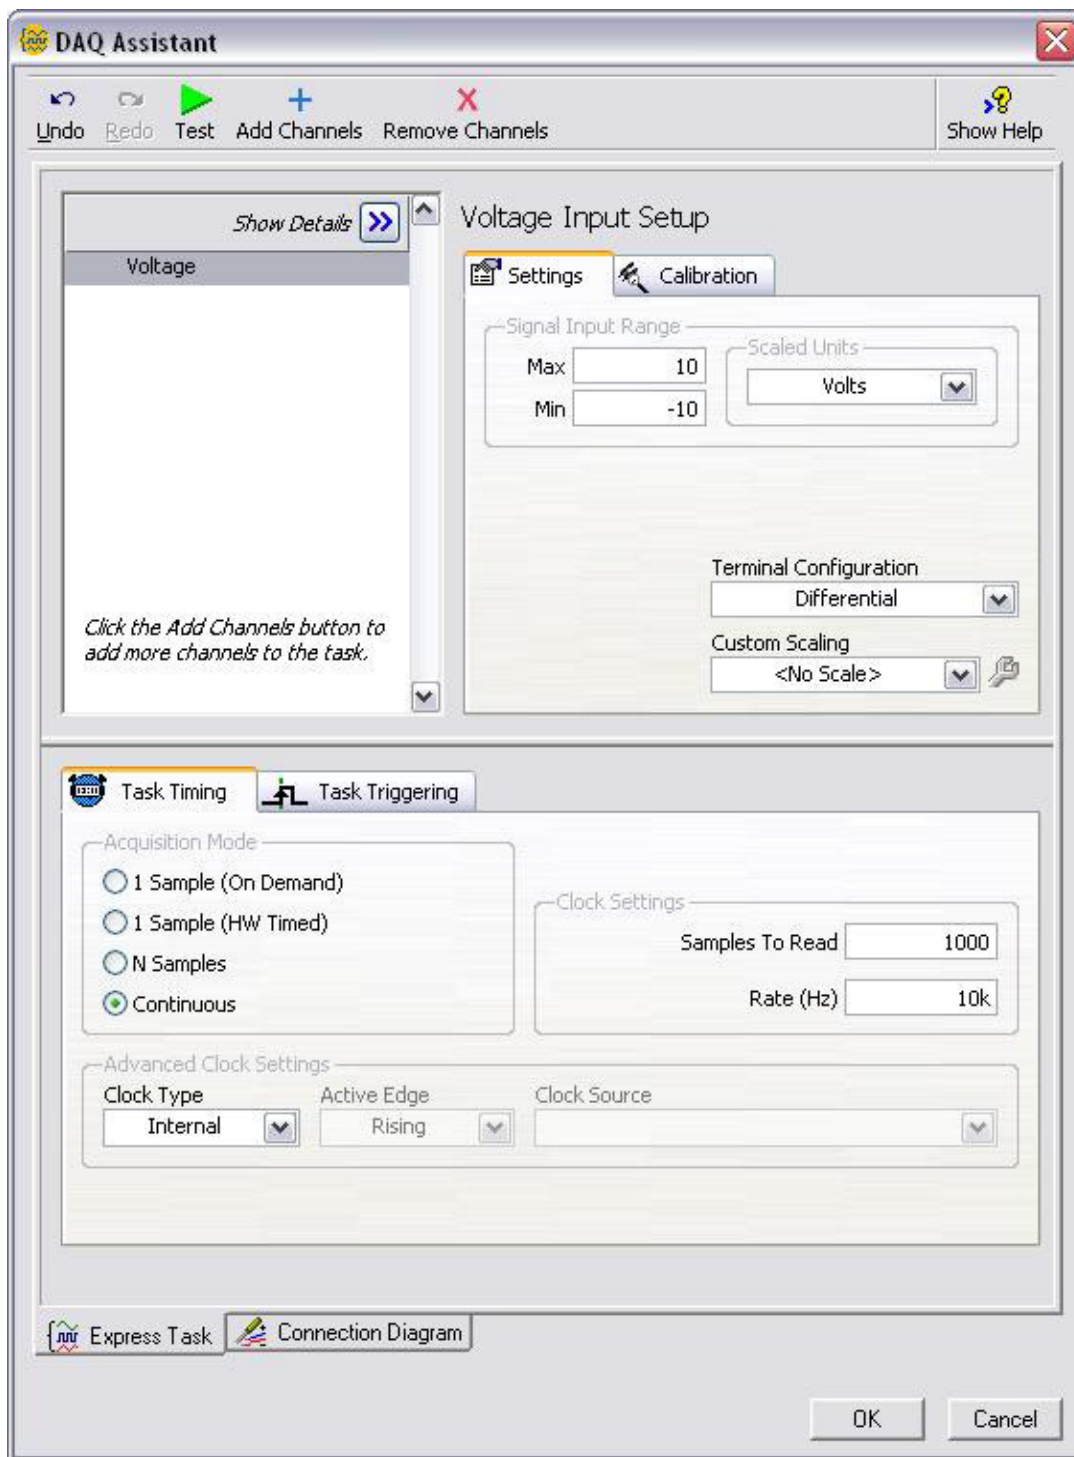 DAQ Assistant
Undo Redo Test Add Channels Remove Channels Show Help
Show Details
Voltage
Click the Add Channels button to
add more channels to the task.
Voltage Input Setup
Settings Calibration
Signal Input Range
Max 10
Min -10
Scaled Units
Volts
Terminal Configuration
Differential
Custom Scaling
<No Scale>
Task Timing Task Triggering
Acquisition Mode
1 Sample (On Demand)
1 Sample (HW Timed)
N Samples
Continuous
Clock Settings
Samples To Read 1000
Rate (Hz) 10k
Advanced Clock Settings
Clock Type Active Edge Clock Source
Internal Rising
Express Task Connection Diagram
OK Cancel